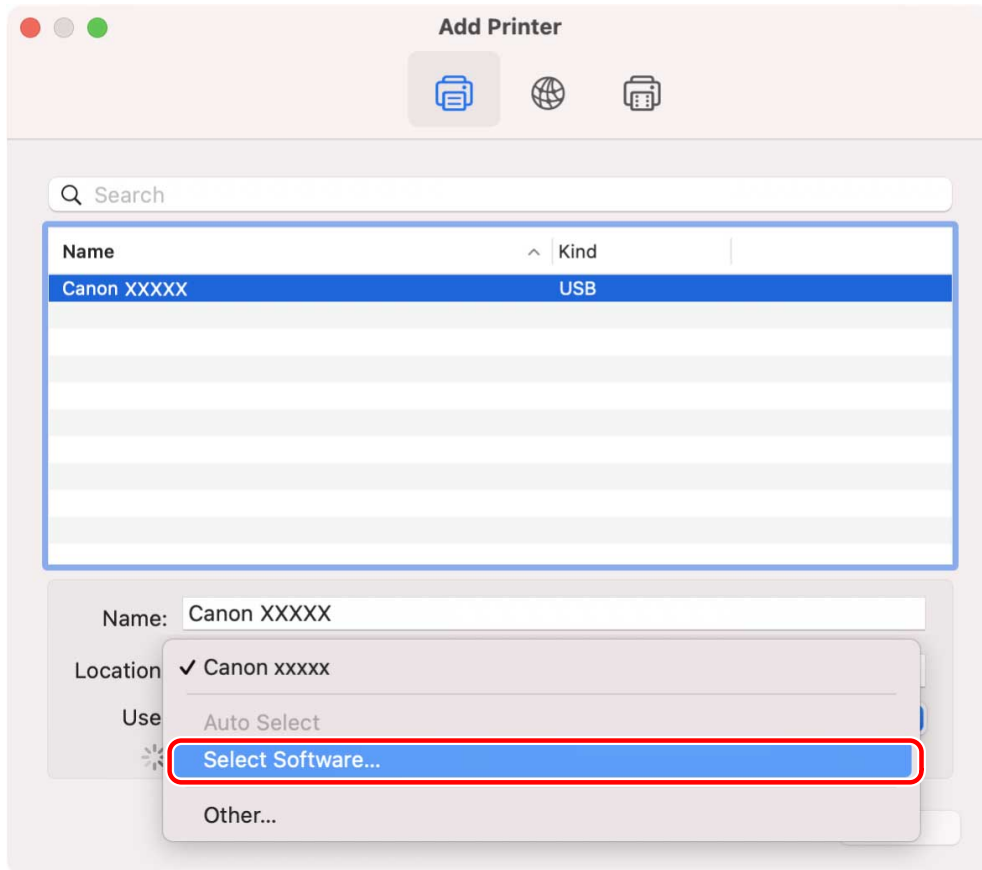 Add Printer
Search
Name Kind
Canon XXXXX USB
Name: Canon XXXXX
Location ✓ Canon xxxxx
Use Auto Select
Select Software...
Other...